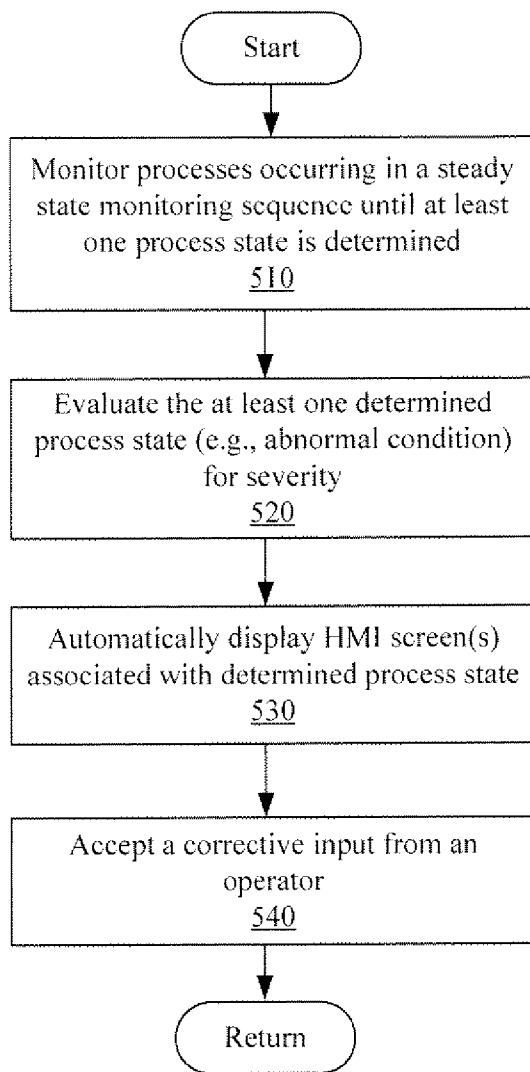 Start
Monitor processes occurring in a steady
state monitoring sequence until at least
one process state is determined
510
Evaluate the at least one determined
process state (e.g., abnormal condition)
for severity
520
Automatically display HMI screen(s)
associated with determined process state
530
Accept a corrective input from an
operator
540
Return